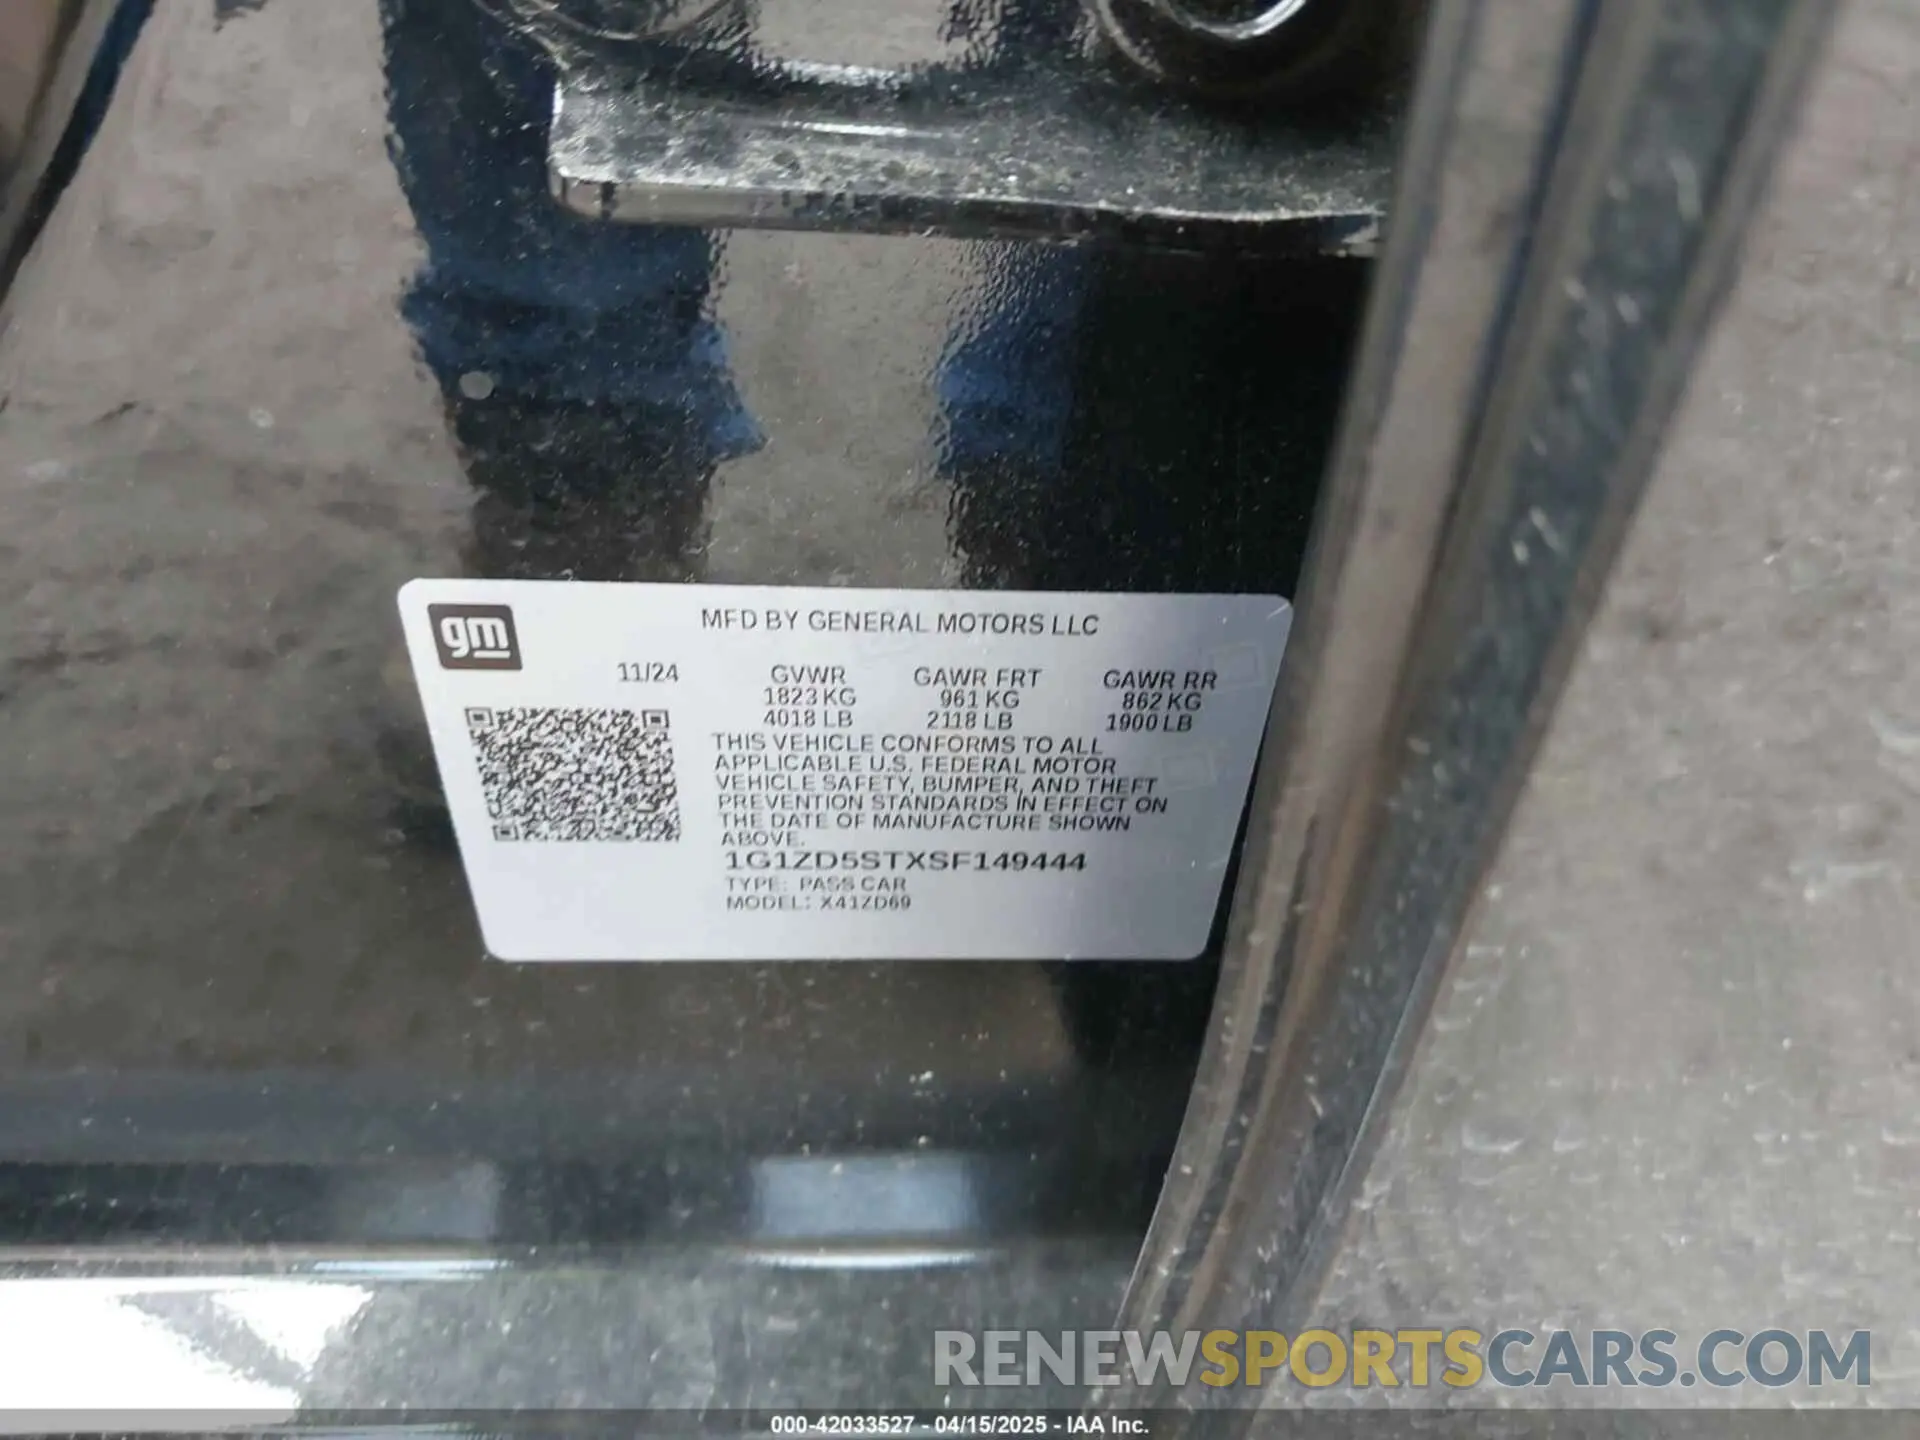 gm
MFD BY GENERAL MOTORS LLC
11/24 GVWR GAWR FRT GAWR RR
1823 KG 961 KG 862 KG
4018 LB 2118 LB 1900 LB
THIS VEHICLE CONFORMS TO ALL
APPLICABLE U.S. FEDERAL MOTOR
VEHICLE SAFETY, BUMPER, AND THEFT
PREVENTION STANDARDS IN EFFECT ON
THE DATE OF MANUFACTURE SHOWN
ABOVE.
1G1ZD5STXSF149444
TYPE: PASS CAR
MODEL: X41ZD69
RENEWSPORTSCARS.COM
000-42033527 - 04/15/2025 - IAA Inc.